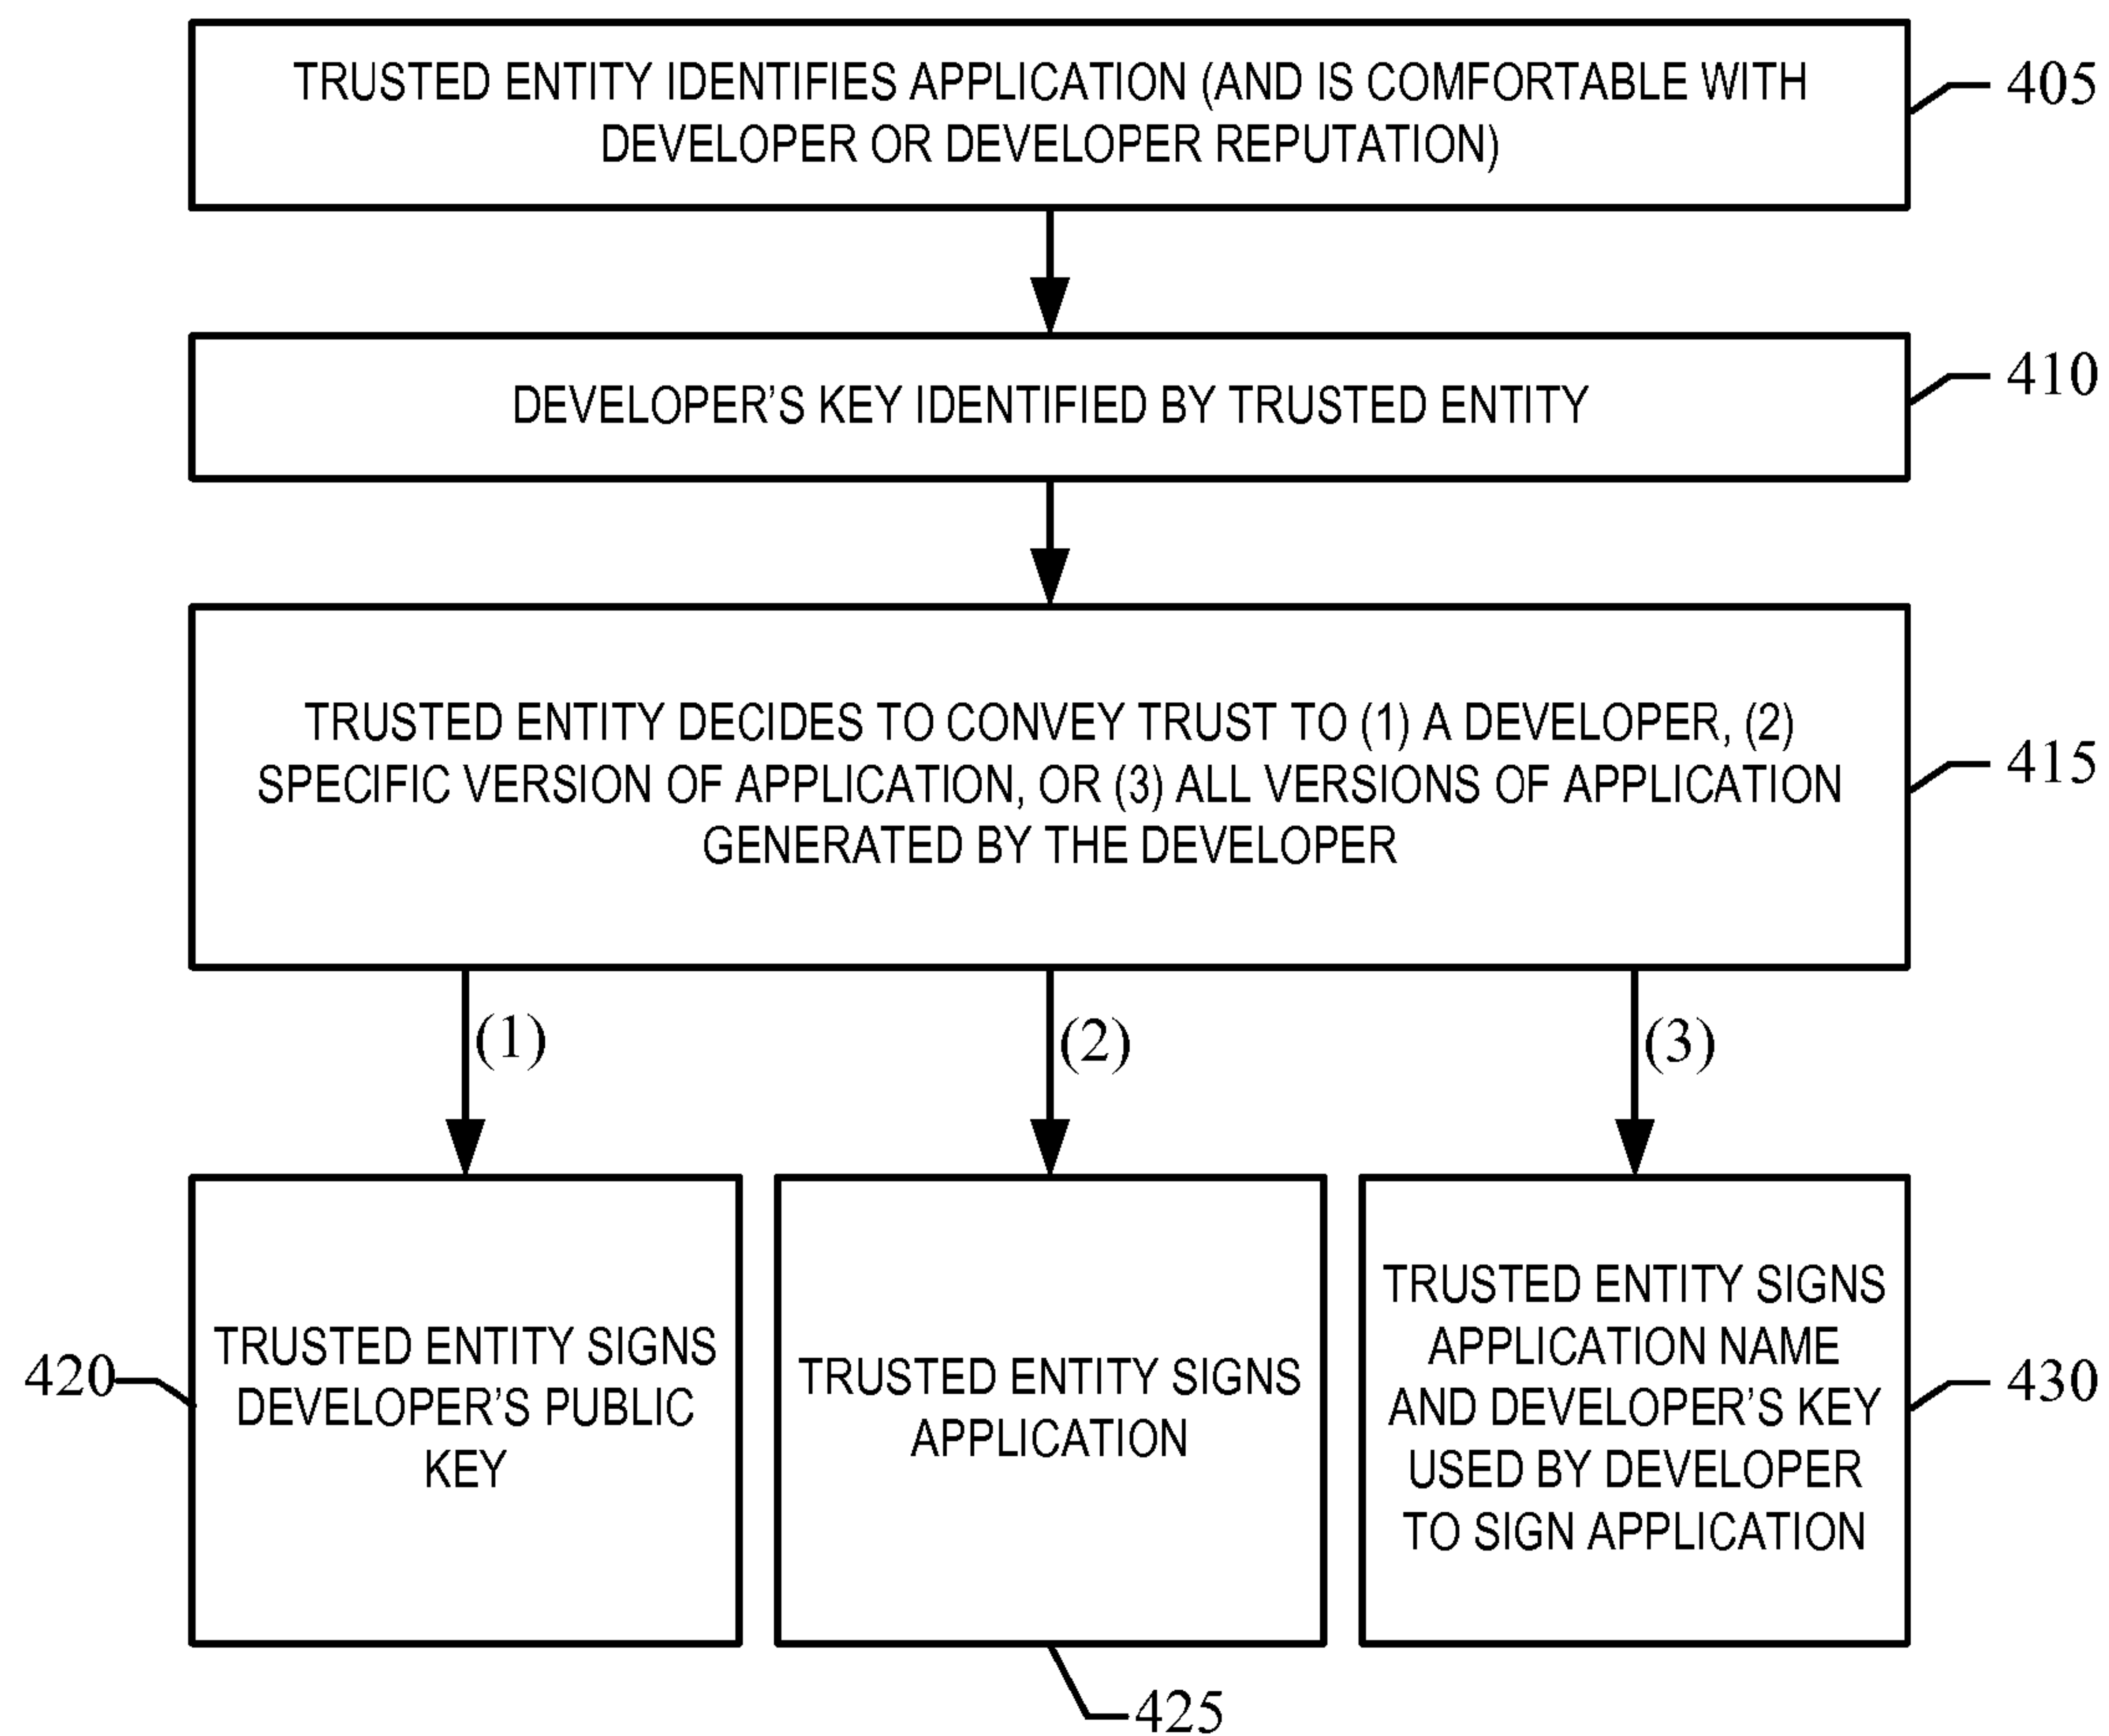 TRUSTED ENTITY IDENTIFIES APPLICATION (AND IS COMFORTABLE WITH
DEVELOPER OR DEVELOPER REPUTATION)
405
DEVELOPER'S KEY IDENTIFIED BY TRUSTED ENTITY
410
TRUSTED ENTITY DECIDES TO CONVEY TRUST TO (1) A DEVELOPER, (2)
SPECIFIC VERSION OF APPLICATION, OR (3) ALL VERSIONS OF APPLICATION
GENERATED BY THE DEVELOPER
415
(1)
(2)
(3)
420
TRUSTED ENTITY SIGNS
DEVELOPER'S PUBLIC
KEY
TRUSTED ENTITY SIGNS
APPLICATION
425
TRUSTED ENTITY SIGNS
APPLICATION NAME
AND DEVELOPER'S KEY
USED BY DEVELOPER
TO SIGN APPLICATION
430